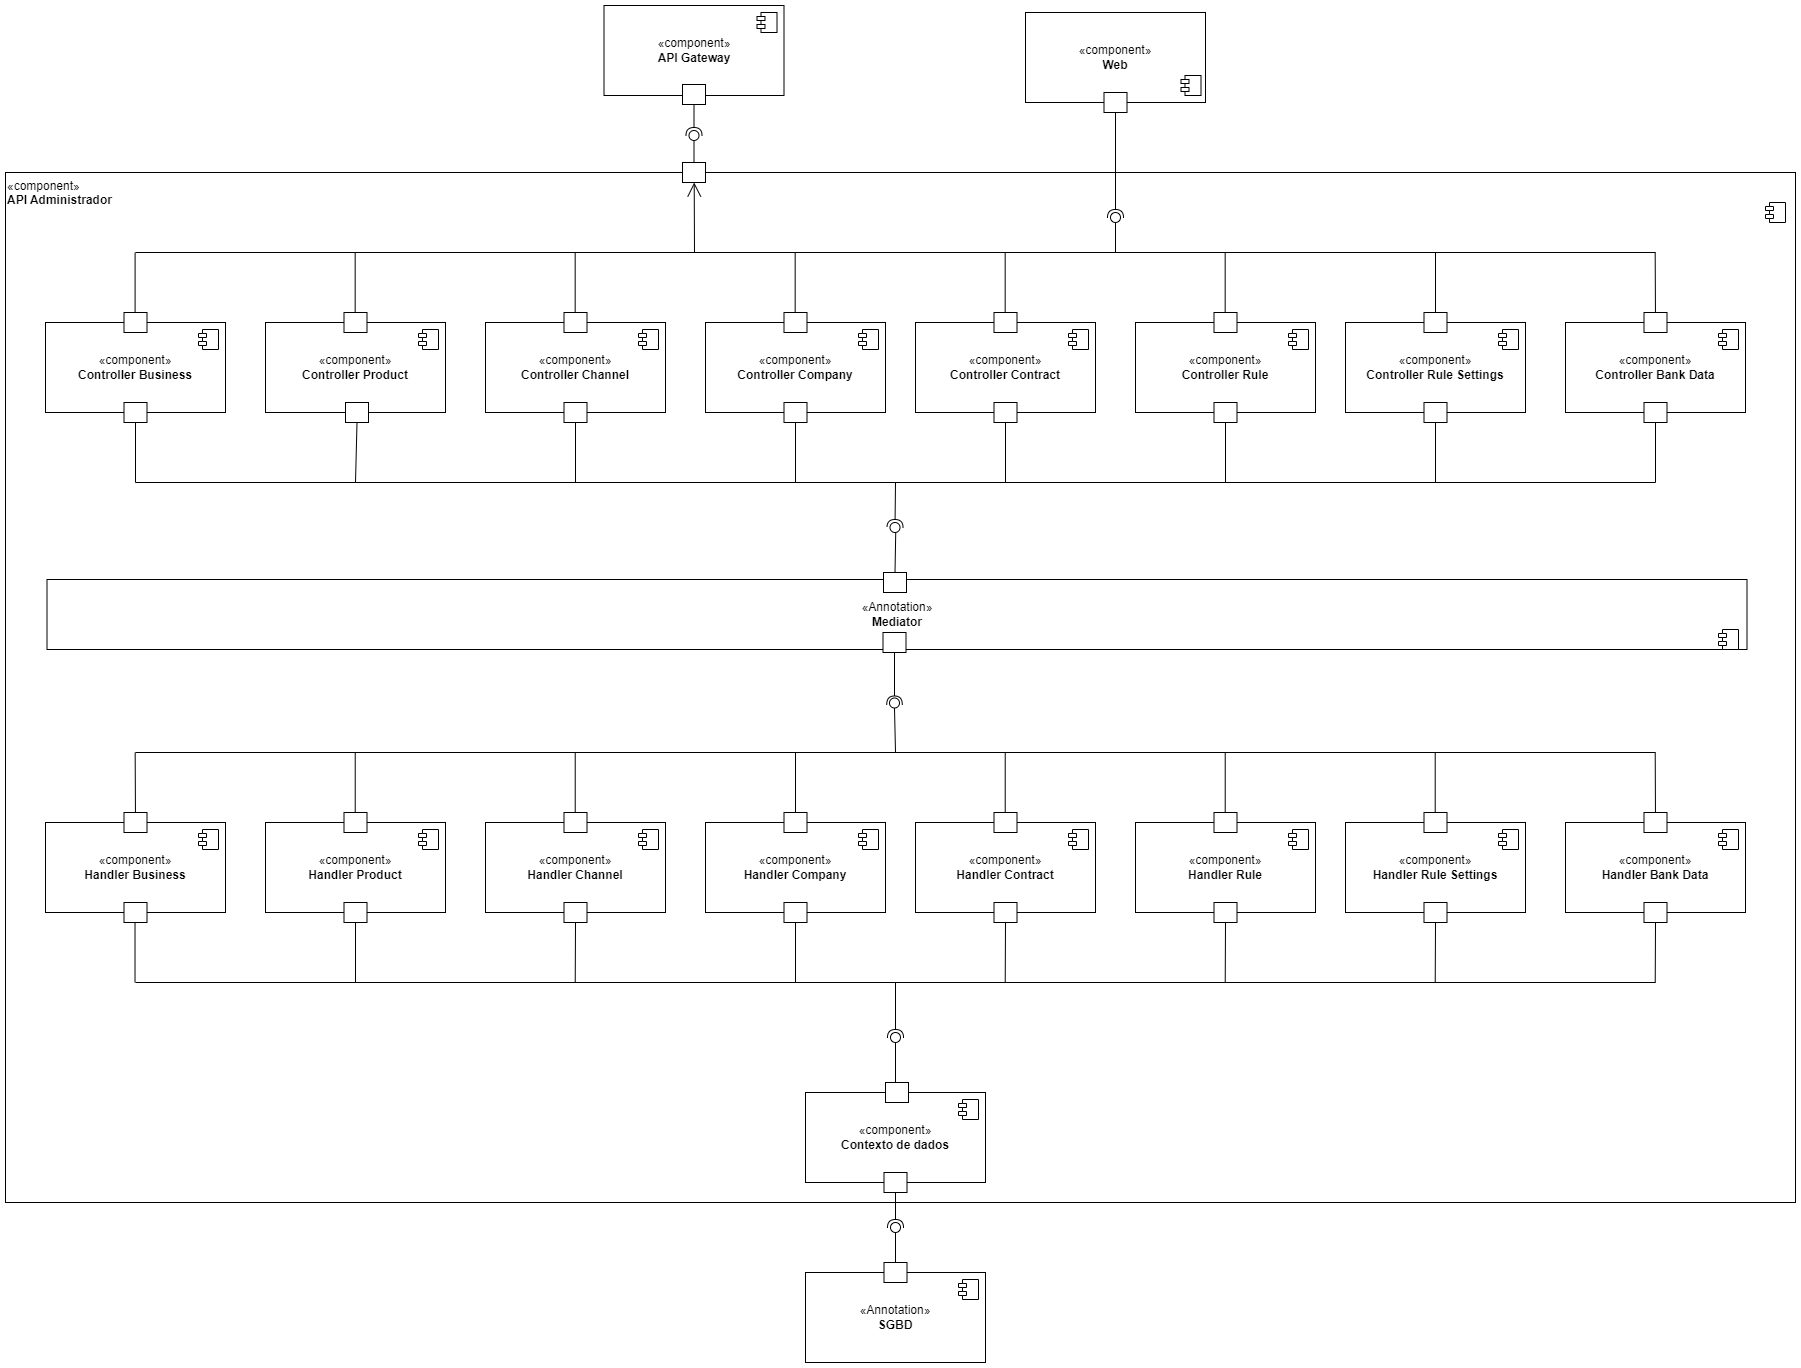 «component»
API Gateway
«component»
Web
«component»
API Administrador
«component»
Controller Business
«component»
Controller Product
«component»
Controller Channel
«component»
Controller Company
«component»
Controller Contract
«component»
Controller Rule
«component»
Controller Rule Settings
«component»
Controller Bank Data
«Annotation»
Mediator
«component»
Handler Business
«component»
Handler Product
«component»
Handler Channel
«component»
Handler Company
«component»
Handler Contract
«component»
Handler Rule
«component»
Handler Rule Settings
«component»
Handler Bank Data
«component»
Contexto de dados
«Annotation»
SGBD